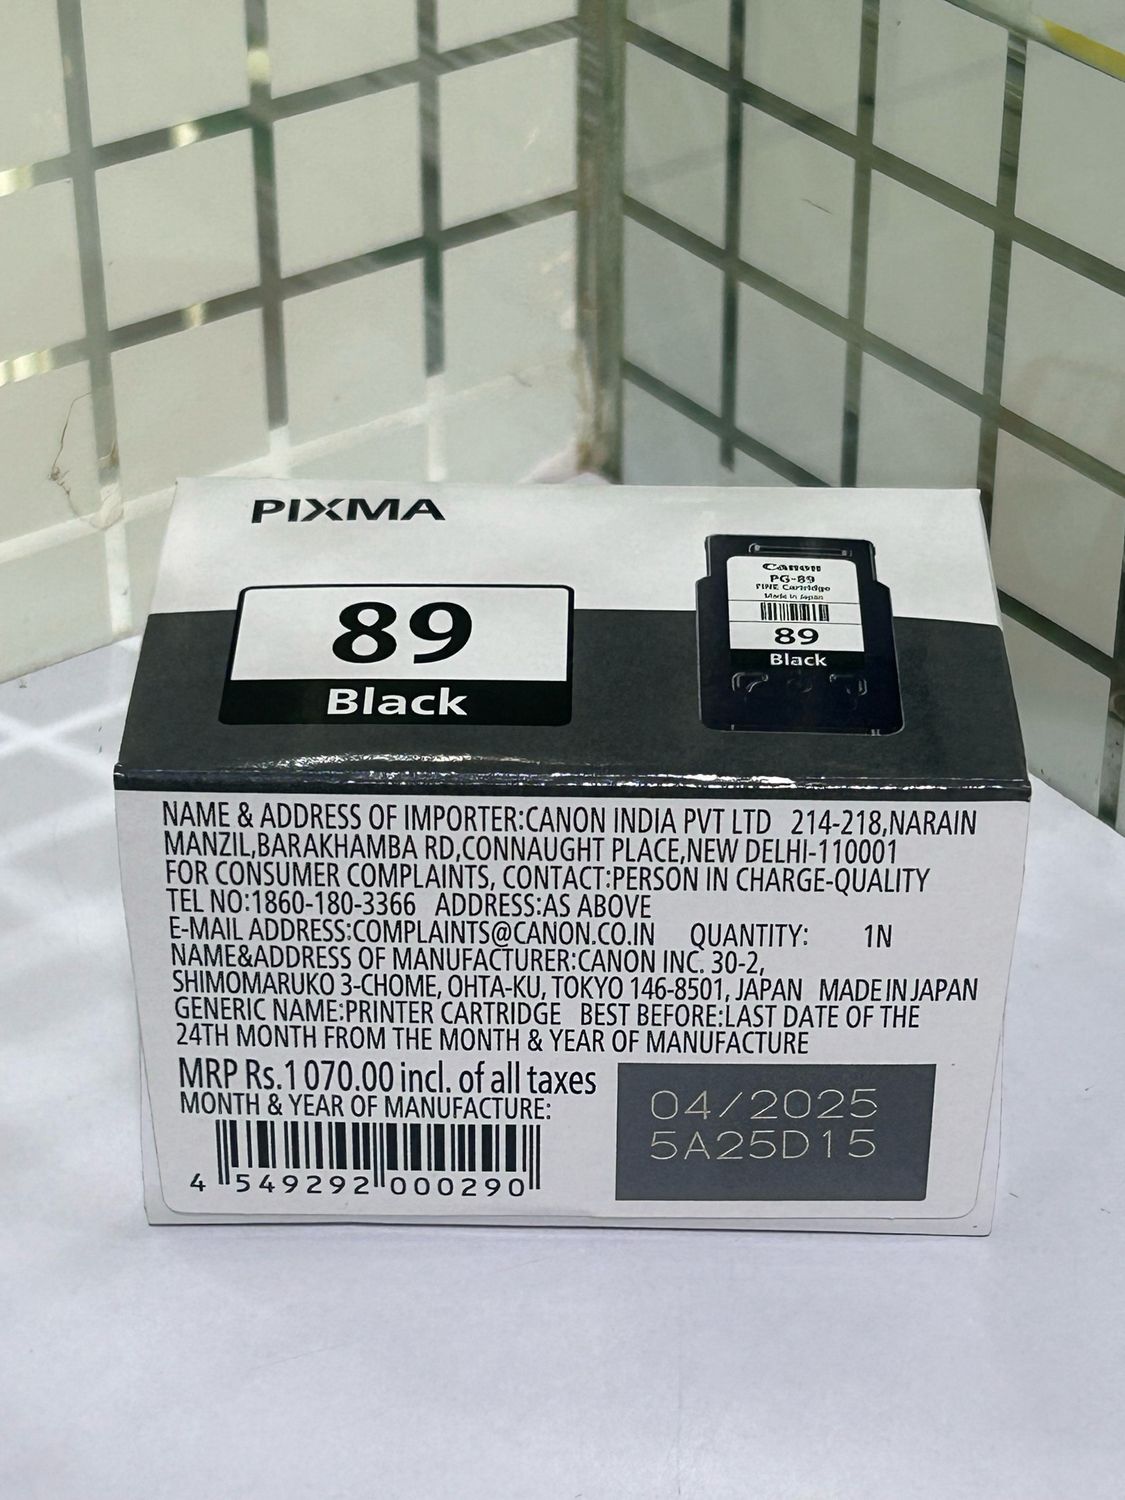 PIXMA
89
Black
Canon
PG-89
FINE Cartridge
Made in Japan
89
Black
NAME & ADDRESS OF IMPORTER:CANON INDIA PVT LTD 214-218,NARAIN
MANZIL,BARAKHAMBA RD,CONNAUGHT PLACE,NEW DELHI-110001
FOR CONSUMER COMPLAINTS, CONTACT:PERSON IN CHARGE-QUALITY
TEL NO:1860-180-3366 ADDRESS:AS ABOVE
E-MAIL ADDRESS:COMPLAINTS@CANON.CO.IN QUANTITY: 1N
NAME&ADDRESS OF MANUFACTURER:CANON INC. 30-2,
SHIMOMARUKO 3-CHOME, OHTA-KU, TOKYO 146-8501, JAPAN MADE IN JAPAN
GENERIC NAME:PRINTER CARTRIDGE BEST BEFORE:LAST DATE OF THE
24TH MONTH FROM THE MONTH & YEAR OF MANUFACTURE
MRP Rs.1 070.00 incl. of all taxes
MONTH & YEAR OF MANUFACTURE:
04/2025
5A25D15
4 549292 000290